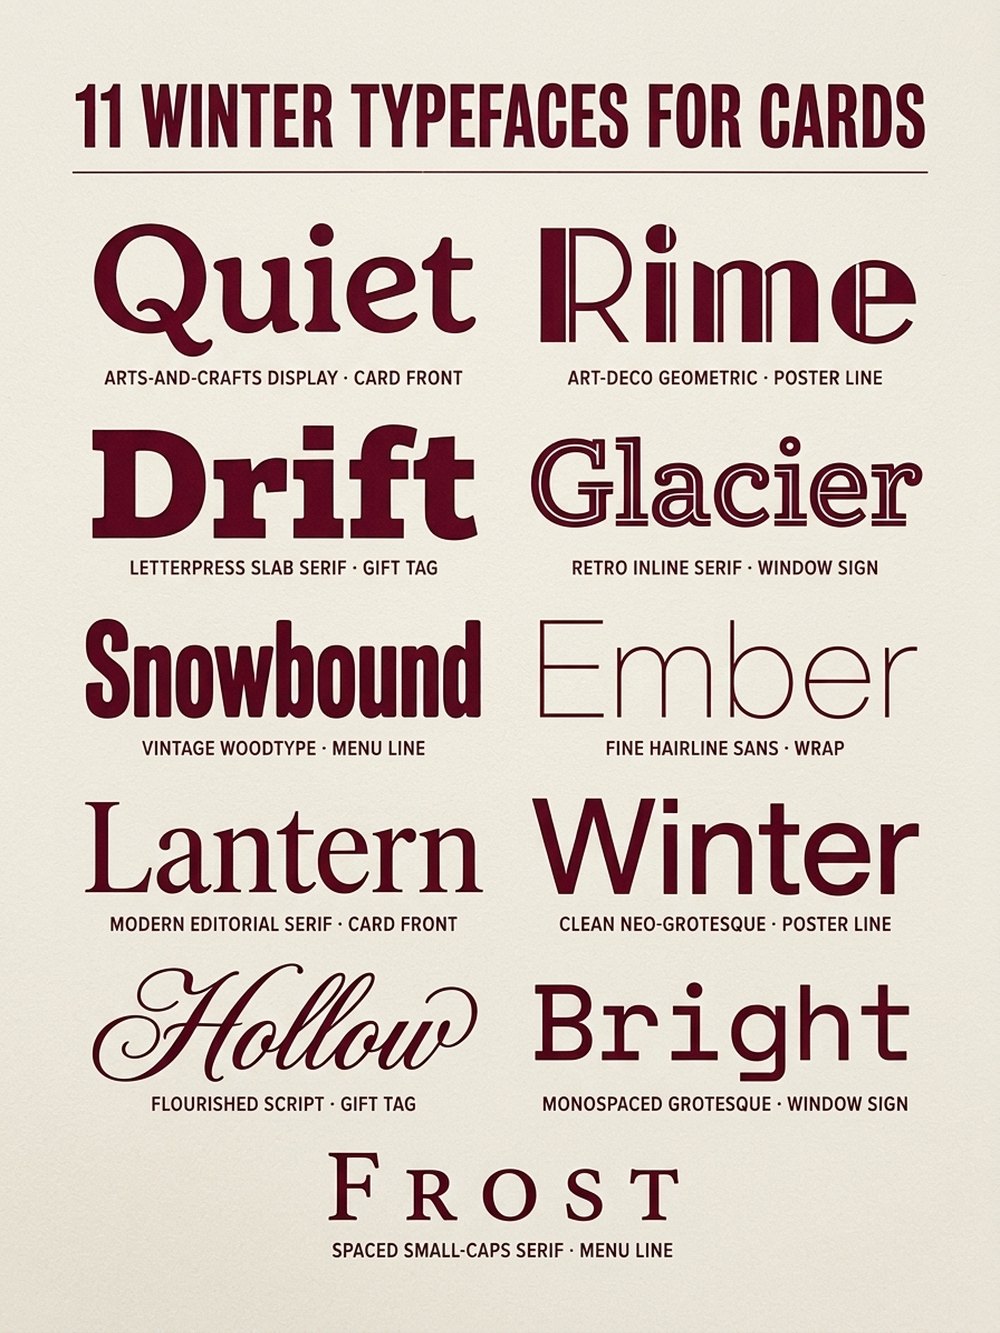 11 WINTER TYPEFACES FOR CARDS
Quiet
ARTS-AND-CRAFTS DISPLAY · CARD FRONT
Rime
ART-DECO GEOMETRIC · POSTER LINE
Drift
LETTERPRESS SLAB SERIF · GIFT TAG
Glacier
RETRO INLINE SERIF · WINDOW SIGN
Snowbound
VINTAGE WOODTYPE · MENU LINE
Ember
FINE HAIRLINE SANS · WRAP
Lantern
MODERN EDITORIAL SERIF · CARD FRONT
Winter
CLEAN NEO-GROTESQUE · POSTER LINE
Hollow
FLOURISHED SCRIPT · GIFT TAG
Bright
MONOSPACED GROTESQUE · WINDOW SIGN
FROST
SPACED SMALL-CAPS SERIF · MENU LINE